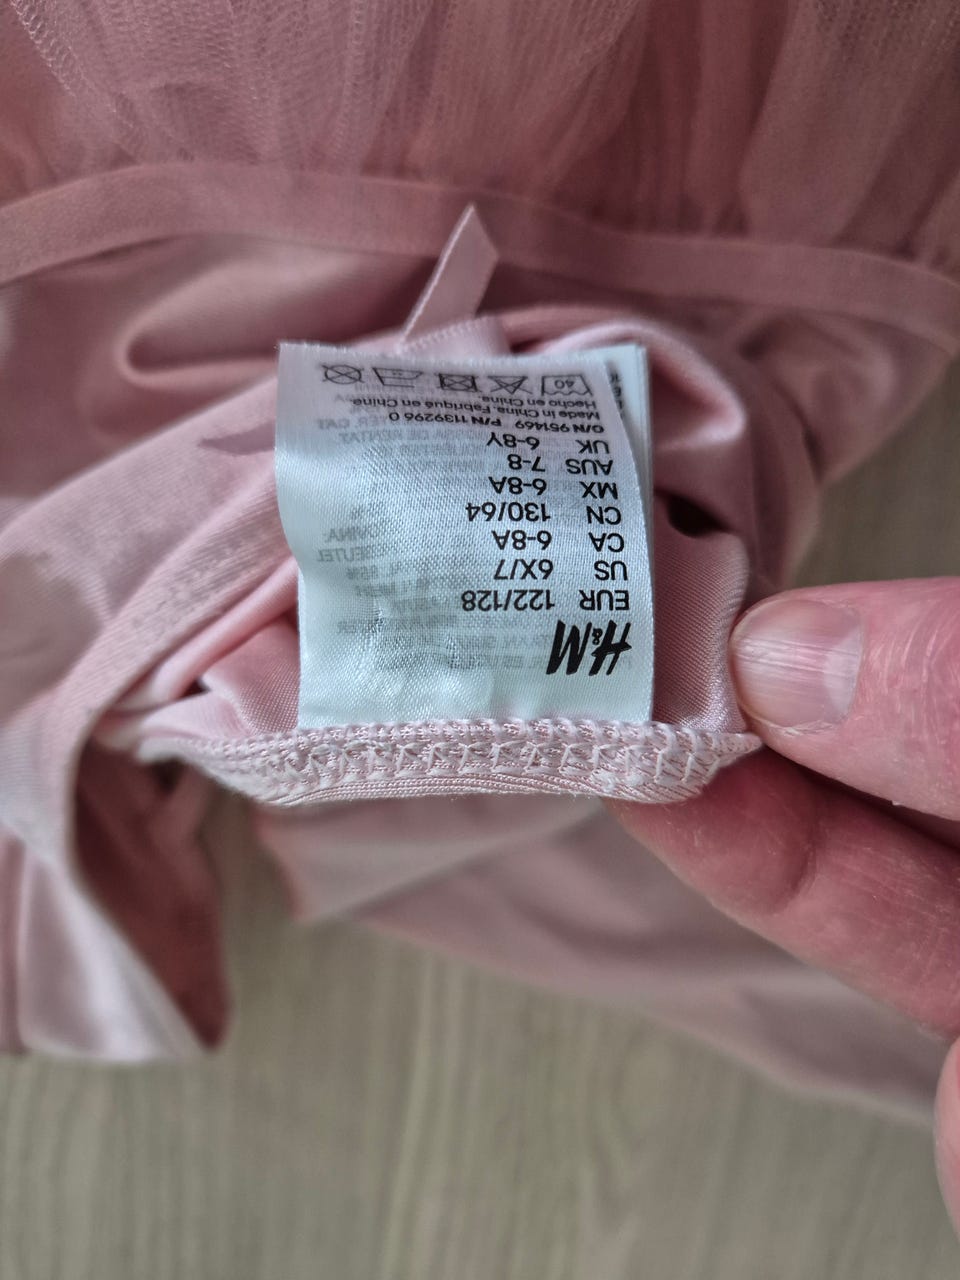 H&M
EUR 122/128
US 6X/7
CA 6-8A
CN 130/64
MX 6-8A
AUS 7-8
UK 6-8Y
O/N 951469 P/N 1139296 0
Made in China. Fabriqué en Chine.
Hecho en China.
40